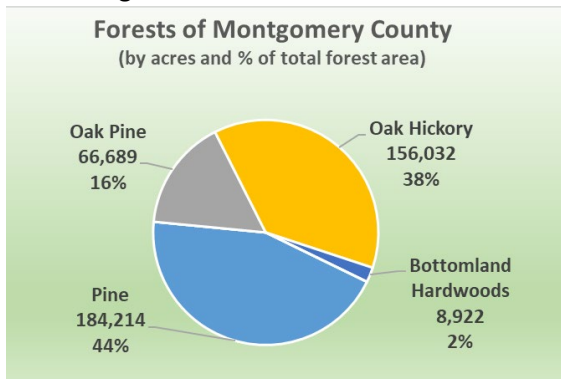 Forests of Montgomery County
(by acres and % of total forest area)
Oak Pine
66,689
16%
Oak Hickory
156,032
38%
Bottomland
Hardwoods
8,922
2%
Pine
184,214
44%